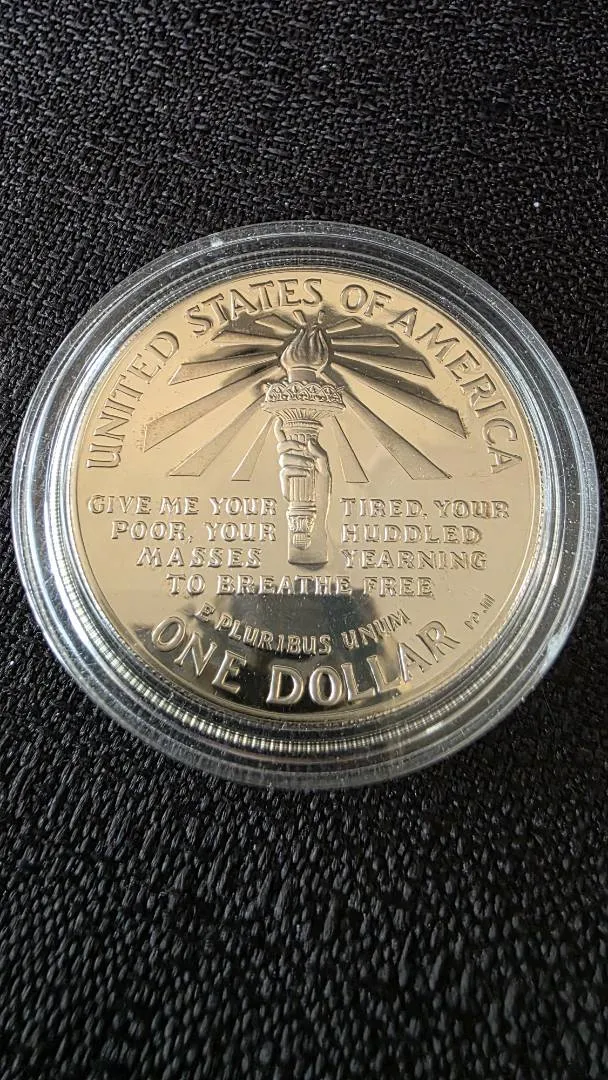 UNITED STATES OF AMERICA
GIVE ME YOUR TIRED, YOUR
POOR, YOUR HUDDLED
MASSES YEARNING
TO BREATHE FREE
E PLURIBUS UNUM
ONE DOLLAR